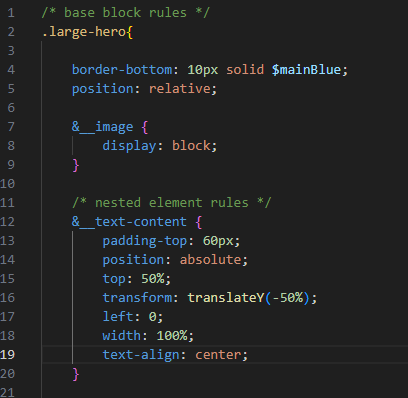 1 /* base block rules */
2 .large-hero{
3
4 border-bottom: 10px solid $mainBlue;
5 position: relative;
6
7 &__image {
8 display: block;
9 }
10
11 /* nested element rules */
12 &__text-content {
13 padding-top: 60px;
14 position: absolute;
15 top: 50%;
16 transform: translateY(-50%);
17 left: 0;
18 width: 100%;
19 text-align: center;
20 }
21